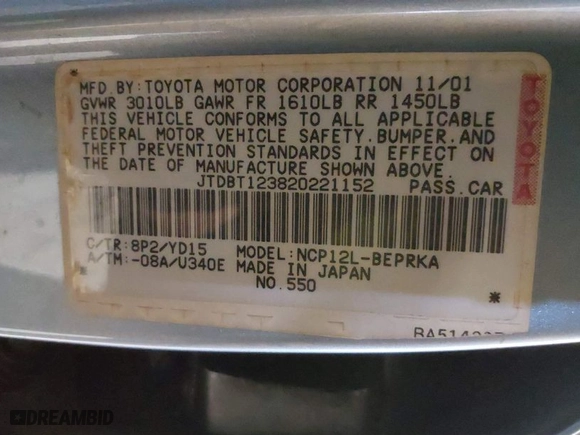 MFD.BY:TOYOTA MOTOR CORPORATION 11/01
GVWR 3010LB GAWR FR 1610LB RR 1450LB
THIS VEHICLE CONFORMS TO ALL APPLICABLE
FEDERAL MOTOR VEHICLE SAFETY,BUMPER,AND
THEFT PREVENTION STANDARDS IN EFFECT ON
THE DATE OF MANUFACTURE SHOWN ABOVE.
JTDBT123820221152 PASS.CAR
C/TR:8P2/YD15 MODEL:NCP12L-BEPRKA
A/TM:-08A/U340E MADE IN JAPAN
NO.550
*
TOYOTA
DREAMBID